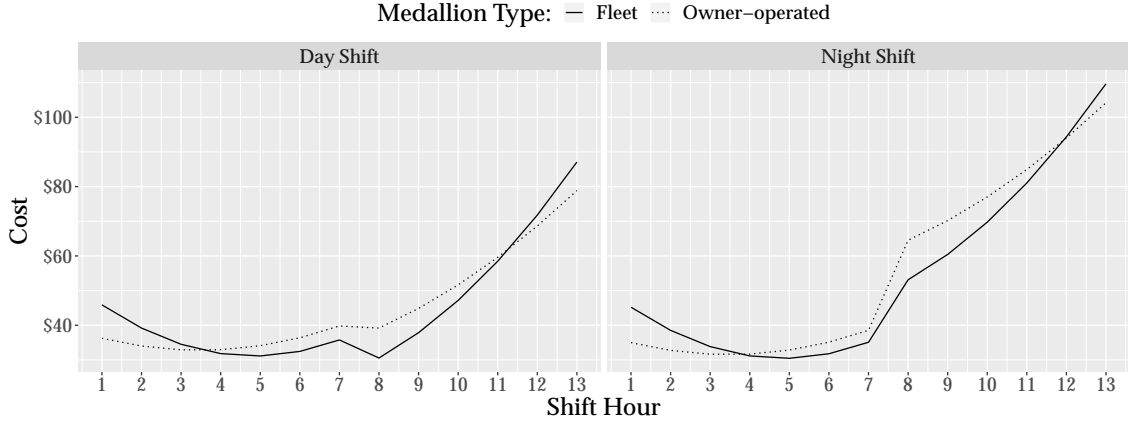 Medallion Type: Fleet Owner−operated
Day Shift Night Shift
$100
$80
$60
$40
Cost
1 2 3 4 5 6 7 8 9 10 11 12 13 1 2 3 4 5 6 7 8 9 10 11 12 13
Shift Hour